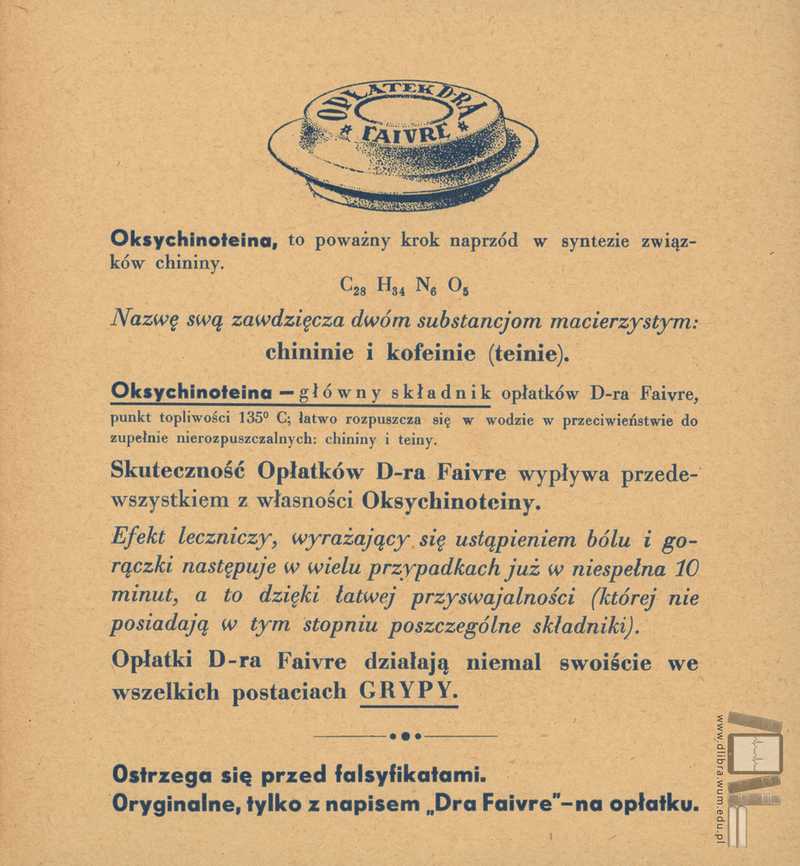 OPŁATEK DRA
* FAIVRE *
Oksychinoteina, to poważny krok naprzód w syntezie związ-
ków chininy.
C₂₈ H₃₄ N₆ O₅
Nazwę swą zawdzięcza dwóm substancjom macierzystym:
chininie i kofeinie (teinie).
Oksychinoteina — główny składnik opłatków D-ra Faivre,
punkt topliwości 135⁰ C; łatwo rozpuszcza się w wodzie w przeciwieństwie do
zupełnie nierozpuszczalnych: chininy i teiny.
Skuteczność Opłatków D-ra Faivre wypływa przede-
wszystkiem z własności Oksychinoteiny.
Efekt leczniczy, wyrażający się ustąpieniem bólu i go-
rączki następuje w wielu przypadkach już w niespełna 10
minut, a to dzięki łatwej przyswajalności (której nie
posiadają w tym stopniu poszczególne składniki).
Opłatki D-ra Faivre działają niemal swoiście we
wszelkich postaciach GRYPY.
Ostrzega się przed falsyfikatami.
Oryginalne, tylko z napisem „Dra Faivre"-na opłatku.
www.dlibra.wum.edu.pl